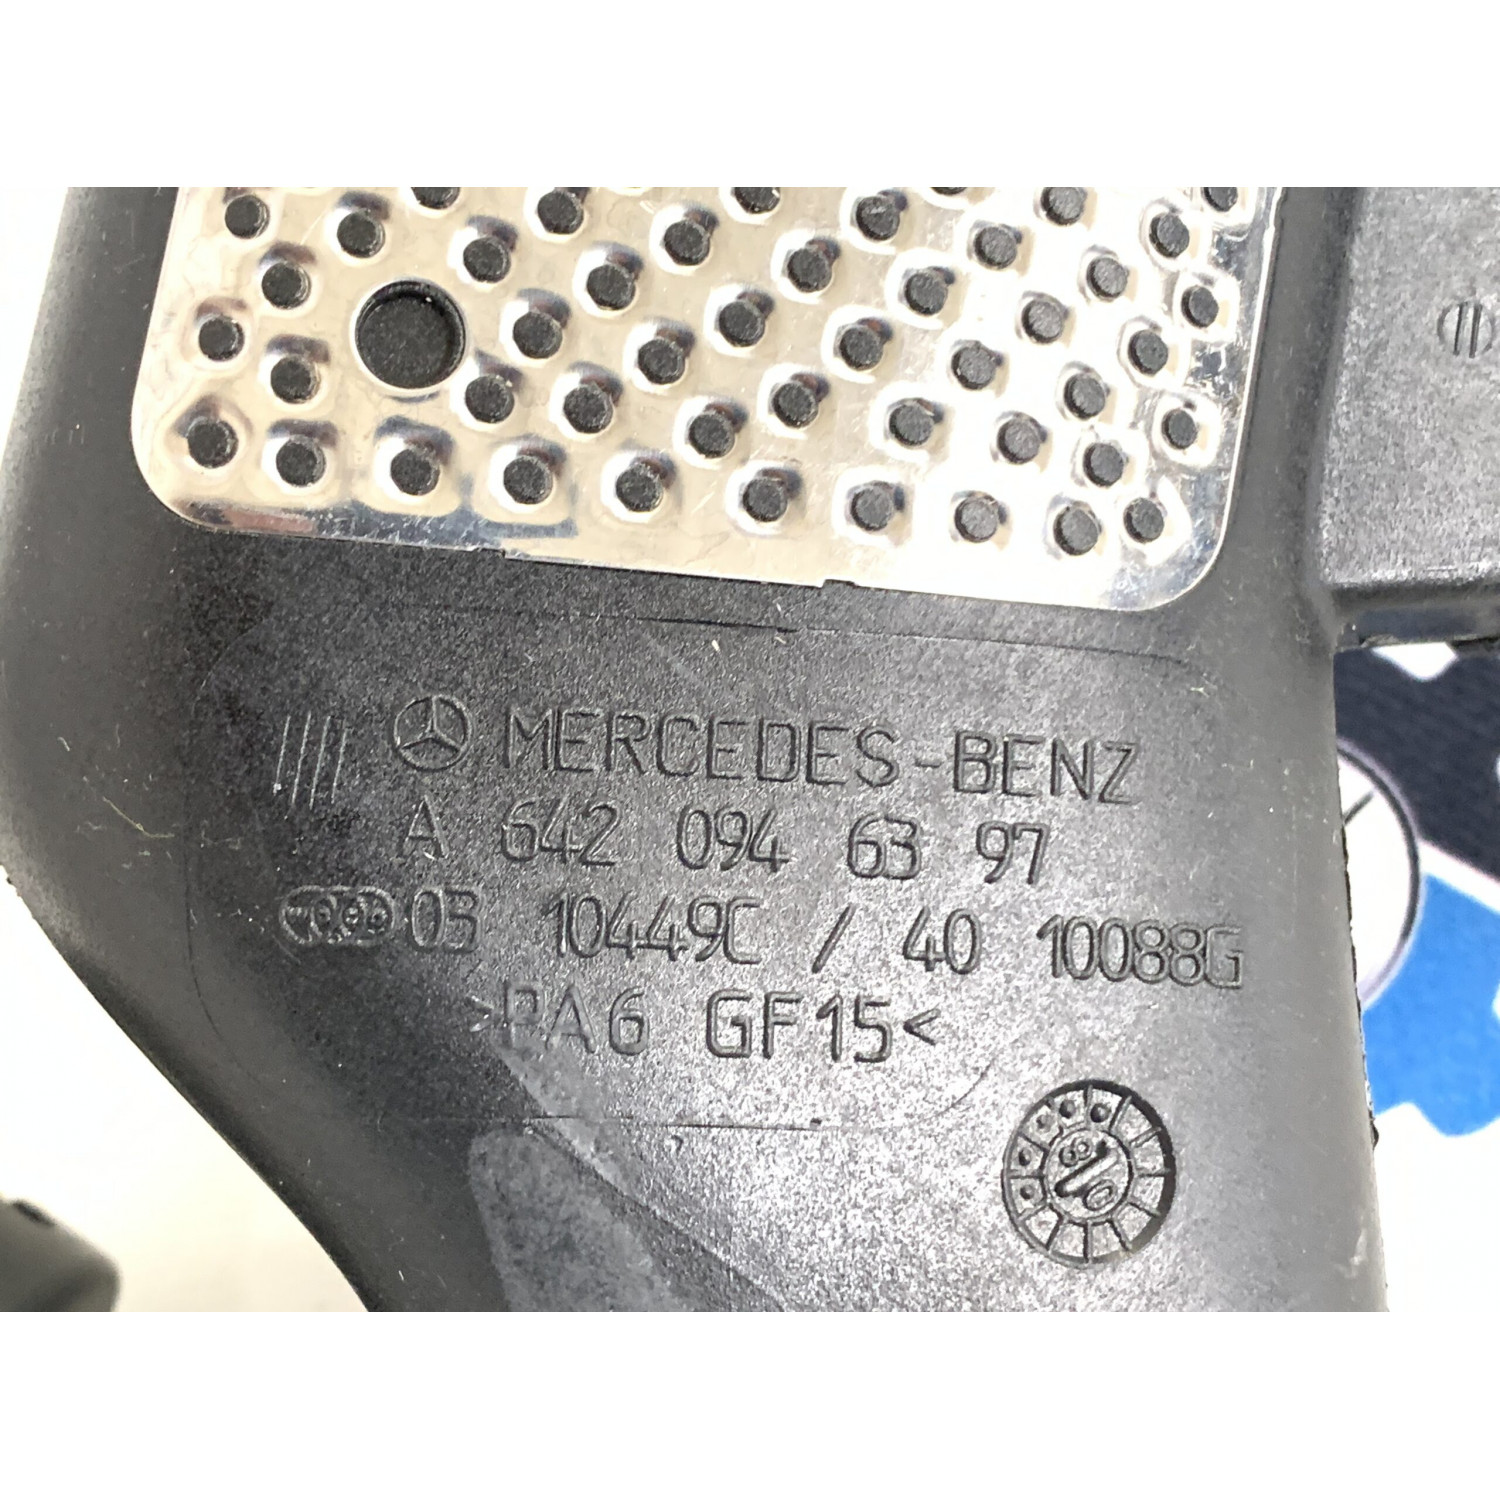 MERCEDES-BENZ
A 642 094 63 97
03 10449C / 40 10088G
>PA6 GF15<